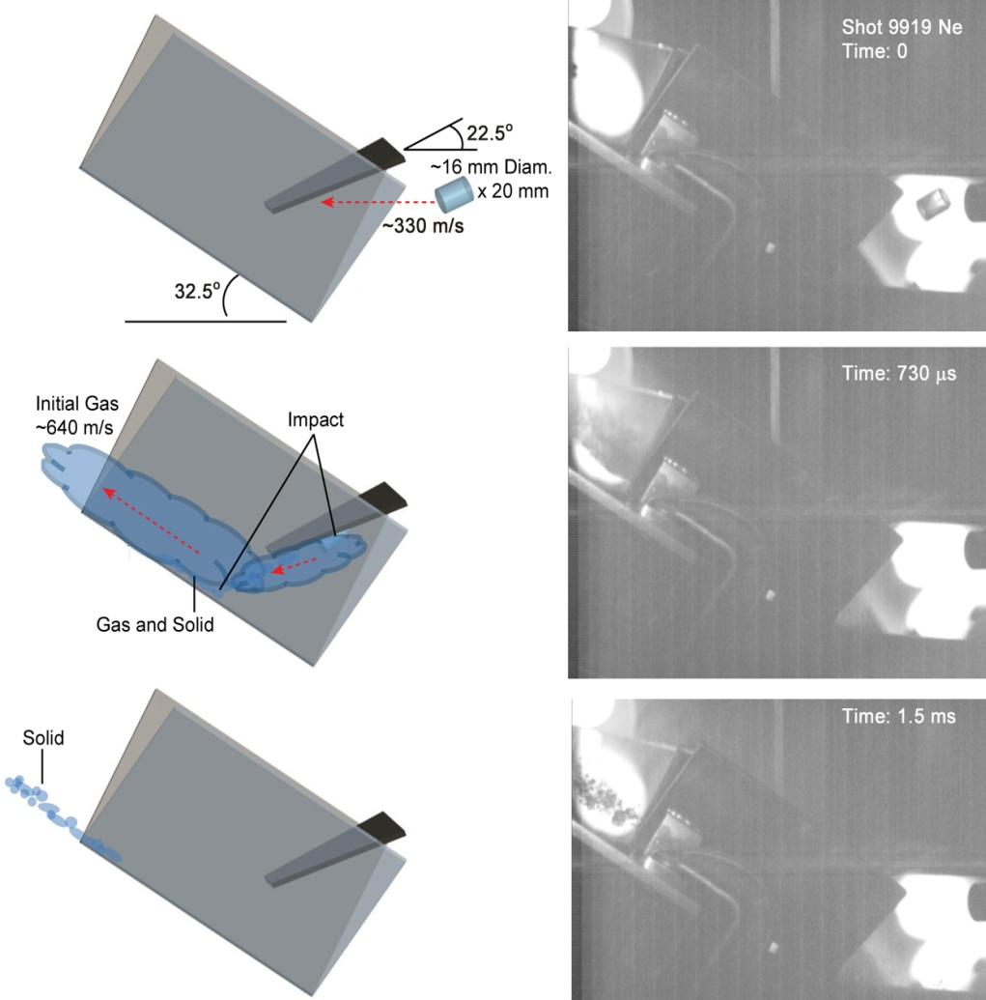 22.5°
~16 mm Diam.
x 20 mm
~330 m/s
32.5°
Shot 9919 Ne
Time: 0
Initial Gas
~640 m/s
Impact
Gas and Solid
Time: 730 μs
Solid
Time: 1.5 ms